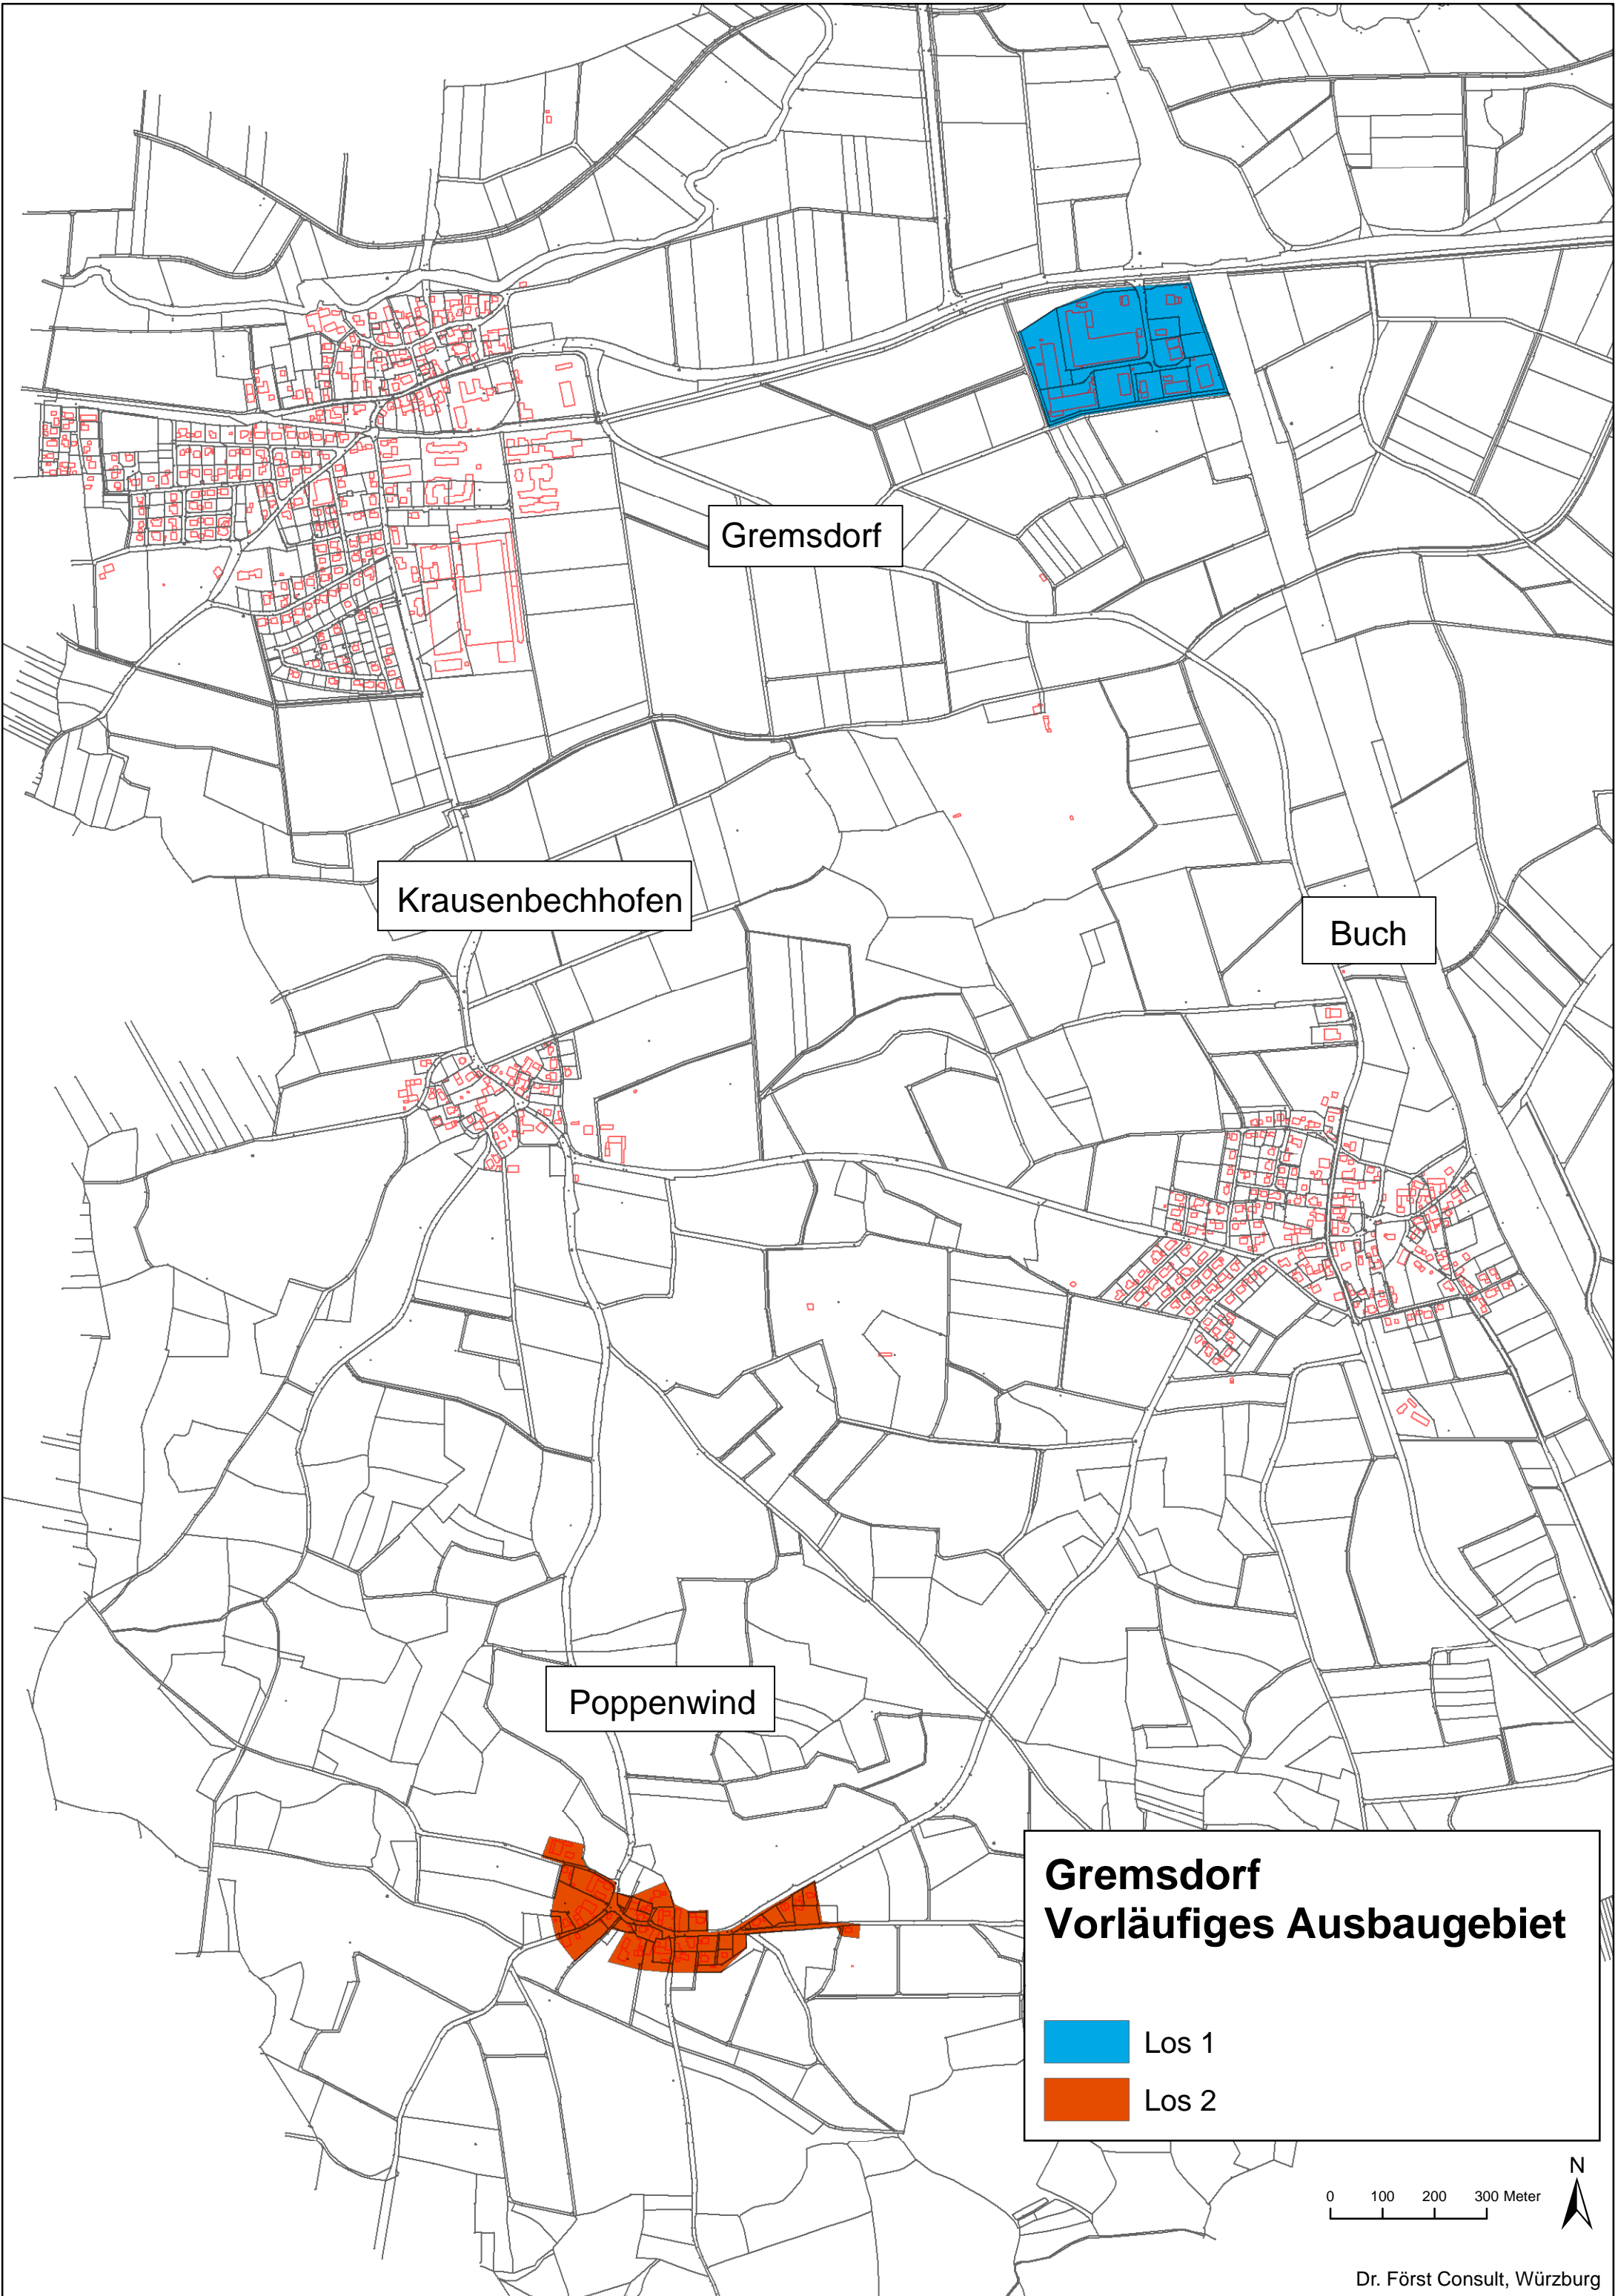 Gremsdorf
Krausenbechhofen
Buch
Poppenwind
Gremsdorf
Vorläufiges Ausbaugebiet
Los 1
Los 2
N
0 100 200 300 Meter
Dr. Först Consult, Würzburg